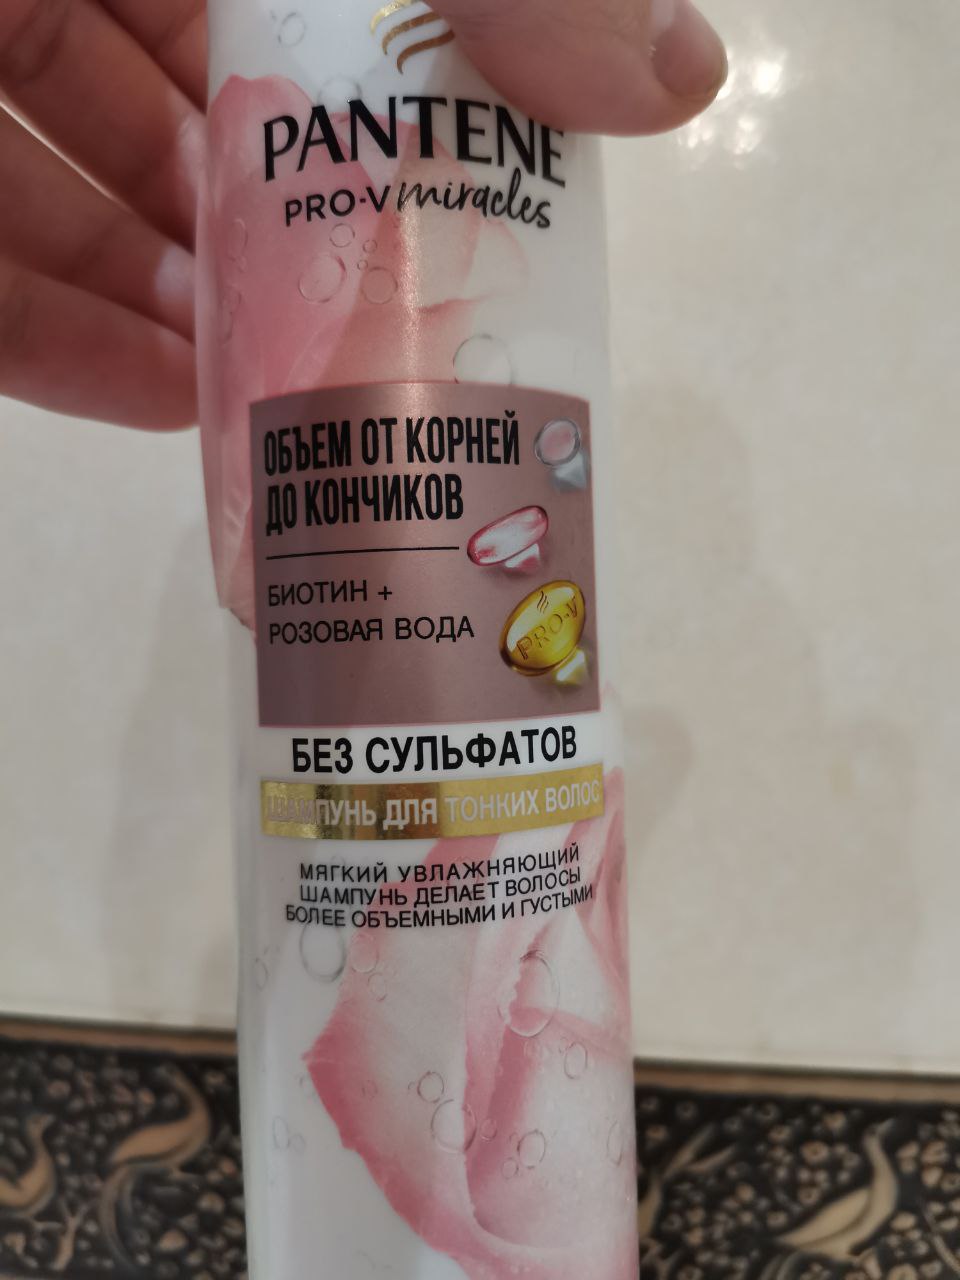 PANTENE
PRO-V miracles
ОБЪЕМ ОТ КОРНЕЙ
ДО КОНЧИКОВ
БИОТИН +
РОЗОВАЯ ВОДА
PRO-V
БЕЗ СУЛЬФАТОВ
ШАМПУНЬ ДЛЯ ТОНКИХ ВОЛОС
МЯГКИЙ УВЛАЖНЯЮЩИЙ
ШАМПУНЬ ДЕЛАЕТ ВОЛОСЫ
БОЛЕЕ ОБЪЕМНЫМИ И ГУСТЫМИ